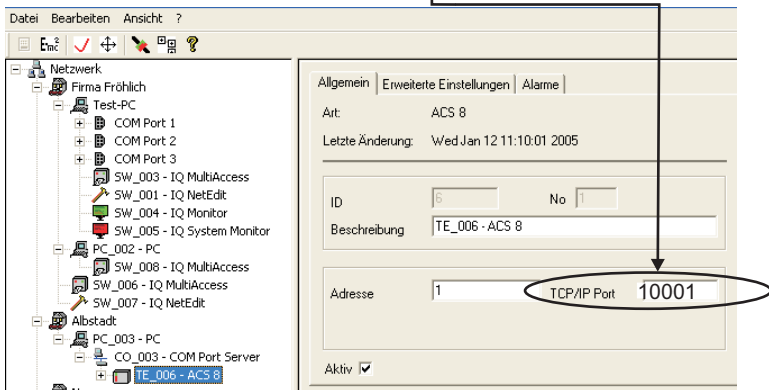 Datei Bearbeiten Ansicht ?
Netzwerk
Firma Fröhlich
Test-PC
COM Port 1
COM Port 2
COM Port 3
SW_003 - IQ MultiAccess
SW_001 - IQ NetEdit
SW_004 - IQ Monitor
SW_005 - IQ System Monitor
PC_002 - PC
SW_008 - IQ MultiAccess
SW_006 - IQ MultiAccess
SW_007 - IQ NetEdit
Albstadt
PC_003 - PC
CO_003 - COM Port Server
TE_006 - ACS 8
Allgemein Erweiterte Einstellungen Alarme
Art: ACS 8
Letzte Änderung: Wed Jan 12 11:10:01 2005
ID 6 No 1
Beschreibung TE_006 - ACS 8
Adresse 1 TCP/IP Port 10001
Aktiv